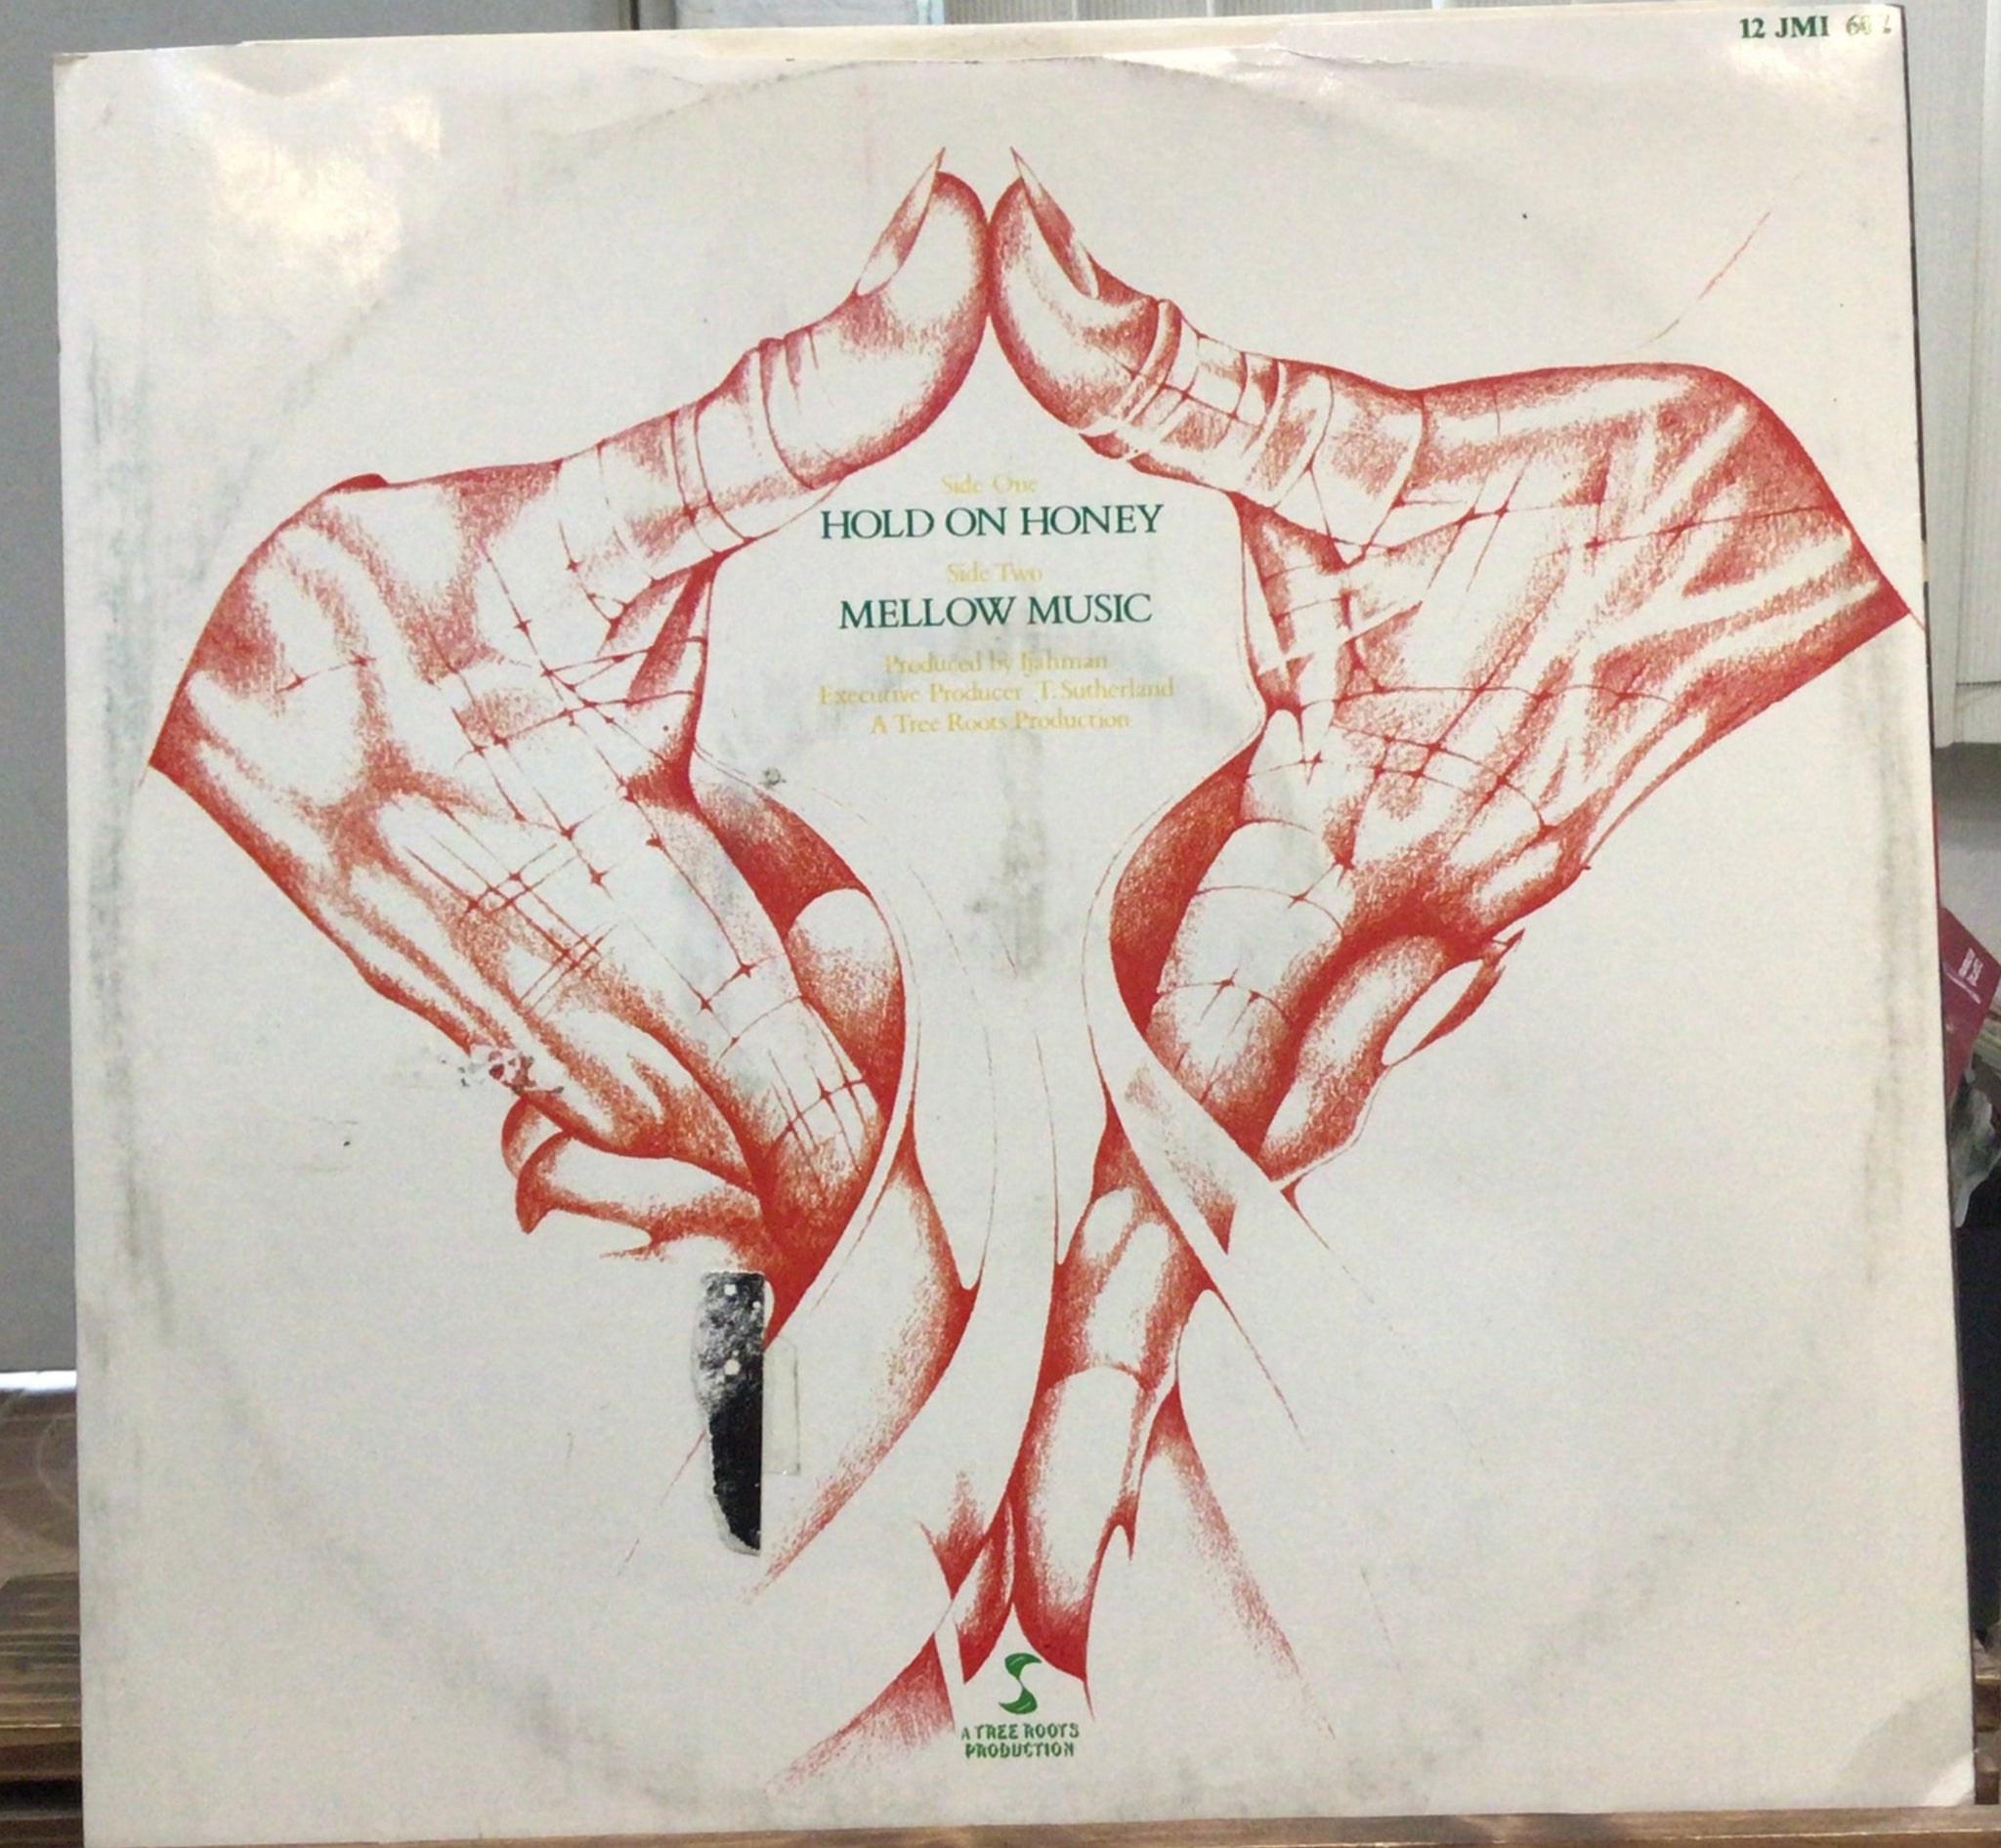 12 JMI
Side One
HOLD ON HONEY
Side Two
MELLOW MUSIC
Produced by Ijahman
Executive Producer T. Sutherland
A Tree Roots Production
A TREE ROOTS
PRODUCTION